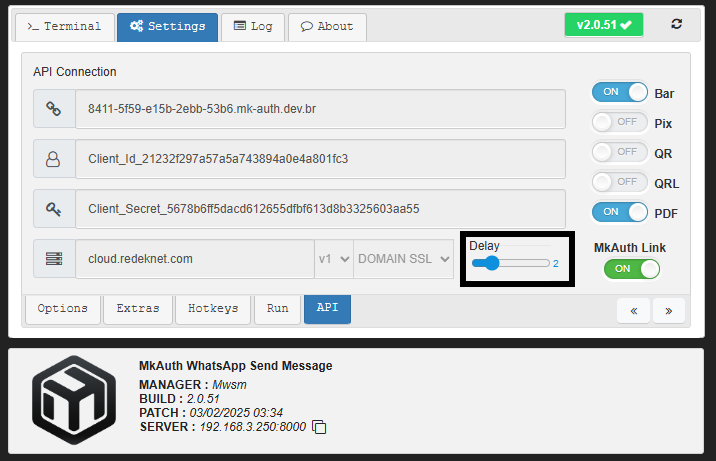 Terminal Settings Log About v2.0.51
API Connection
8411-5f59-e15b-2ebb-53b6.mk-auth.dev.br
Client_Id_21232f297a57a5a743894a0e4a801fc3
Client_Secret_5678b6ff5dacd612655dfbf613d8b3325603aa55
cloud.redeknet.com v1 DOMAIN SSL
Delay
2
ON Bar
OFF Pix
OFF QR
OFF QRL
ON PDF
MkAuth Link
ON
Options Extras Hotkeys Run API « »
MkAuth WhatsApp Send Message
MANAGER : Mwsm
BUILD : 2.0.51
PATCH : 03/02/2025 03:34
SERVER : 192.168.3.250:8000